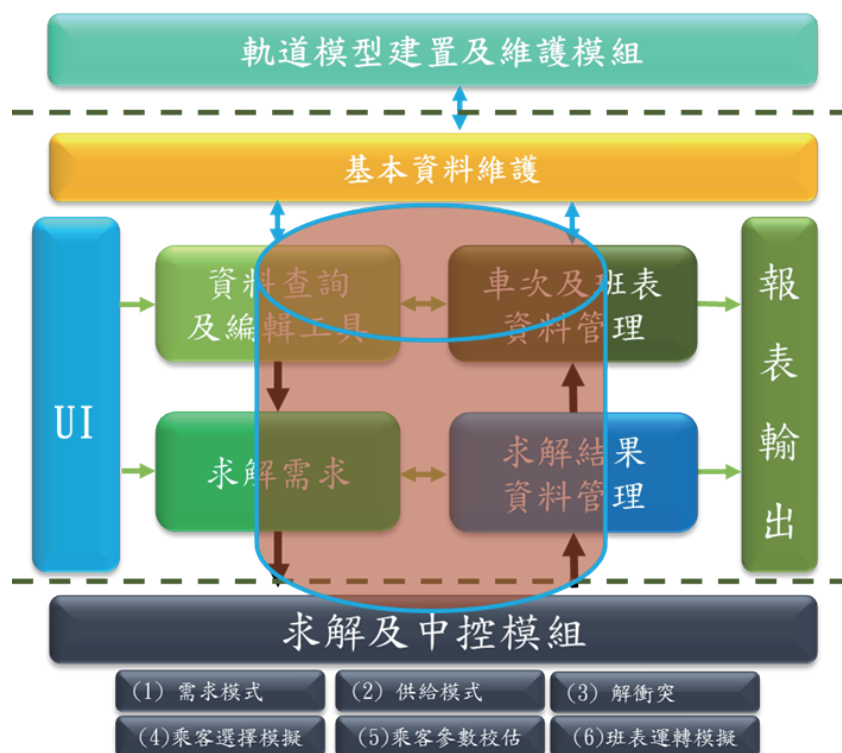 軌道模型建置及維護模組
基本資料維護
UI
資料查詢
及編輯工具
車次及班表
資料管理
報表輸出
求解需求
求解結果
資料管理
求解及中控模組
(1) 需求模式
(2) 供給模式
(3) 解衝突
(4)乘客選擇模擬
(5)乘客參數校估
(6)班表運轉模擬